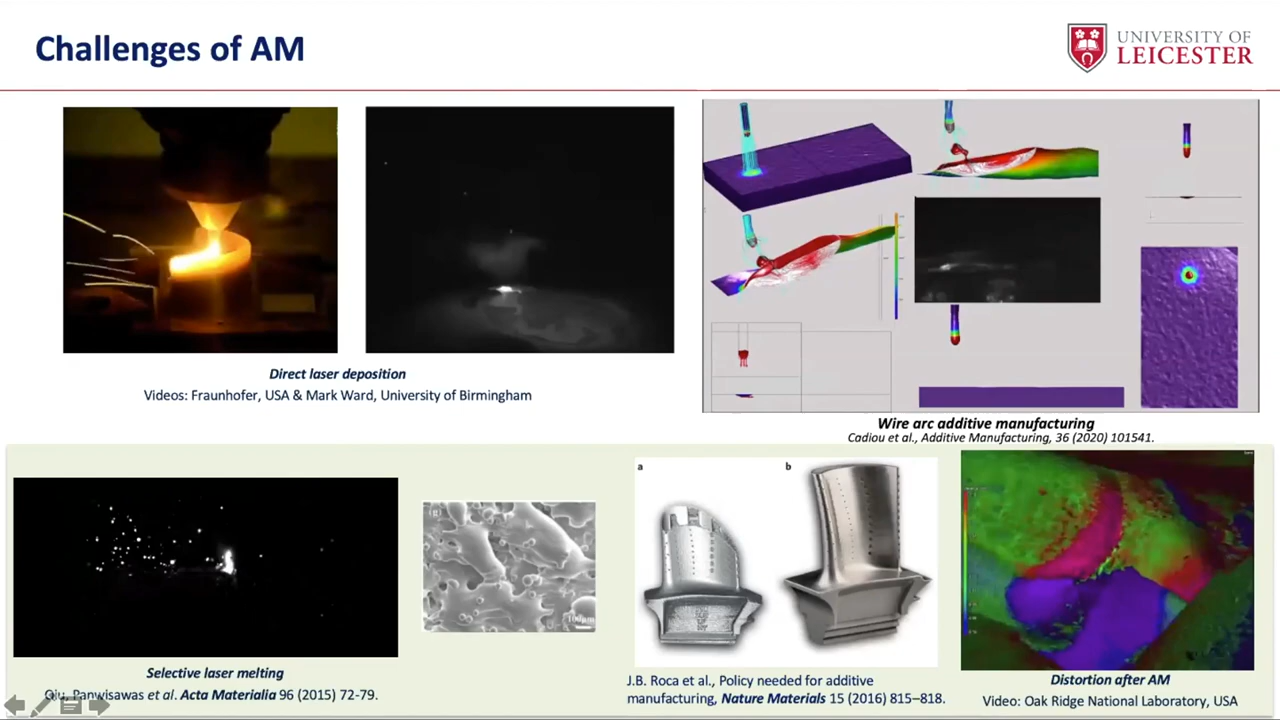 Challenges of AM
UNIVERSITY OF
LEICESTER
Direct laser deposition
Videos: Fraunhofer, USA & Mark Ward, University of Birmingham
Wire arc additive manufacturing
Cadiou et al., Additive Manufacturing, 36 (2020) 101541.
(g)
100μm
Selective laser melting
Qiu, Panwisawas et al. Acta Materialia 96 (2015) 72-79.
a
b
J.B. Roca et al., Policy needed for additive
manufacturing, Nature Materials 15 (2016) 815–818.
Distortion after AM
Video: Oak Ridge National Laboratory, USA